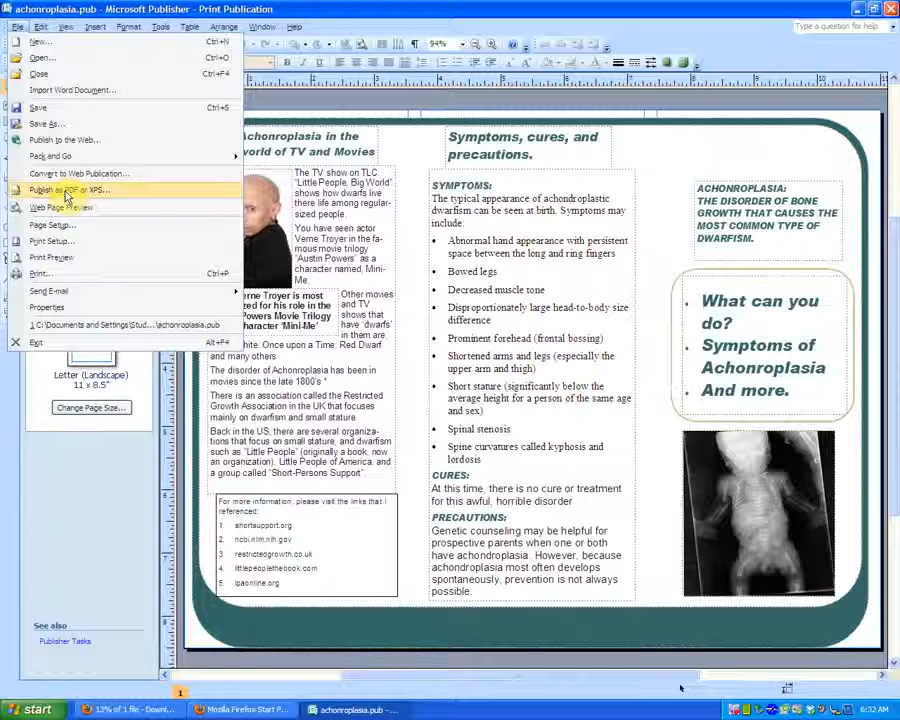 achonroplasia.pub - Microsoft Publisher - Print Publication
File Edit View Insert Format Tools Table Arrange Window Help
Type a question for help
94%
New... Ctrl+N
Open... Ctrl+O
Close Ctrl+F4
Import Word Document...
Save Ctrl+S
Save As...
Publish to the Web...
Pack and Go
Convert to Web Publication...
Publish as PDF or XPS...
Web Page Preview
Page Setup...
Print Setup...
Print Preview
Print... Ctrl+P
Send E-mail
Properties
1 C:\Documents and Settings\Stud...\achonroplasia.pub
Exit Alt+F4
Letter (Landscape)
11 x 8.5"
Change Page Size...
See also
Publisher Tasks
Achonroplasia in the
world of TV and Movies
The TV show on TLC
"Little People, Big World"
shows how dwarfs live
there life among regular-
sized people.
You have seen actor
Verne Troyer in the fa-
mous movie trilogy
"Austin Powers" as a
character named, Mini-
Me.
erne Troyer is most
d for his role in the
Powers Movie Trilogy
haracter 'Mini-Me'
Other movies
and TV
shows that
have 'dwarfs'
in them are,
hite, Once upon a Time, Red Dwarf
and many others
The disorder of Achonroplasia has been in
movies since the late 1800's *
There is an association called the Restricted
Growth Association in the UK that focuses
mainly on dwarfism and small stature
Back in the US, there are several organiza-
tions that focus on small stature, and dwarfism
such as "Little People" (originally a book, now
an organization), Little People of America, and
a group called "Short-Persons Support"
For more information, please visit the links that I
referenced:
1. shortsupport.org
2. ncbi.nlm.nih.gov
3. restrictedgrowth.co.uk
4. littlepeoplethebook.com
5. lpaonline.org
Symptoms, cures, and
precautions.
SYMPTOMS:
The typical appearance of achondroplastic
dwarfism can be seen at birth. Symptoms may
include:
• Abnormal hand appearance with persistent
space between the long and ring fingers
• Bowed legs
• Decreased muscle tone
• Disproportionately large head-to-body size
difference
• Prominent forehead (frontal bossing)
• Shortened arms and legs (especially the
upper arm and thigh)
• Short stature (significantly below the
average height for a person of the same age
and sex)
• Spinal stenosis
• Spine curvatures called kyphosis and
lordosis
CURES:
At this time, there is no cure or treatment
for this awful, horrible disorder
PRECAUTIONS:
Genetic counseling may be helpful for
prospective parents when one or both
have achondroplasia. However, because
achondroplasia most often develops
spontaneously, prevention is not always
possible.
ACHONROPLASIA:
THE DISORDER OF BONE
GROWTH THAT CAUSES THE
MOST COMMON TYPE OF
DWARFISM.
• What can you
do?
• Symptoms of
Achonroplasia
• And more.
1
start
13% of 1 file - Downl...
Mozilla Firefox Start P...
achonroplasia.pub - ...
6:32 AM